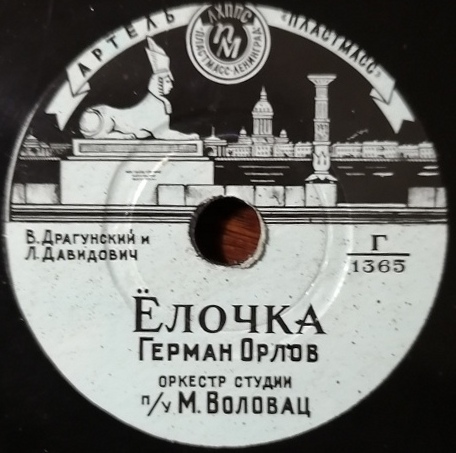 АРТЕЛЬ «ПЛАСТМАСС»
ЛХППС
ПМ
ПЛАСТМАСС-ЛЕНИНГРАД
В. ДРАГУНСКИЙ И
Л. ДАВИДОВИЧ
Г
1365
ЁЛОЧКА
ГЕРМАН ОРЛОВ
ОРКЕСТР СТУДИИ
П/У М. ВОЛОВАЦ